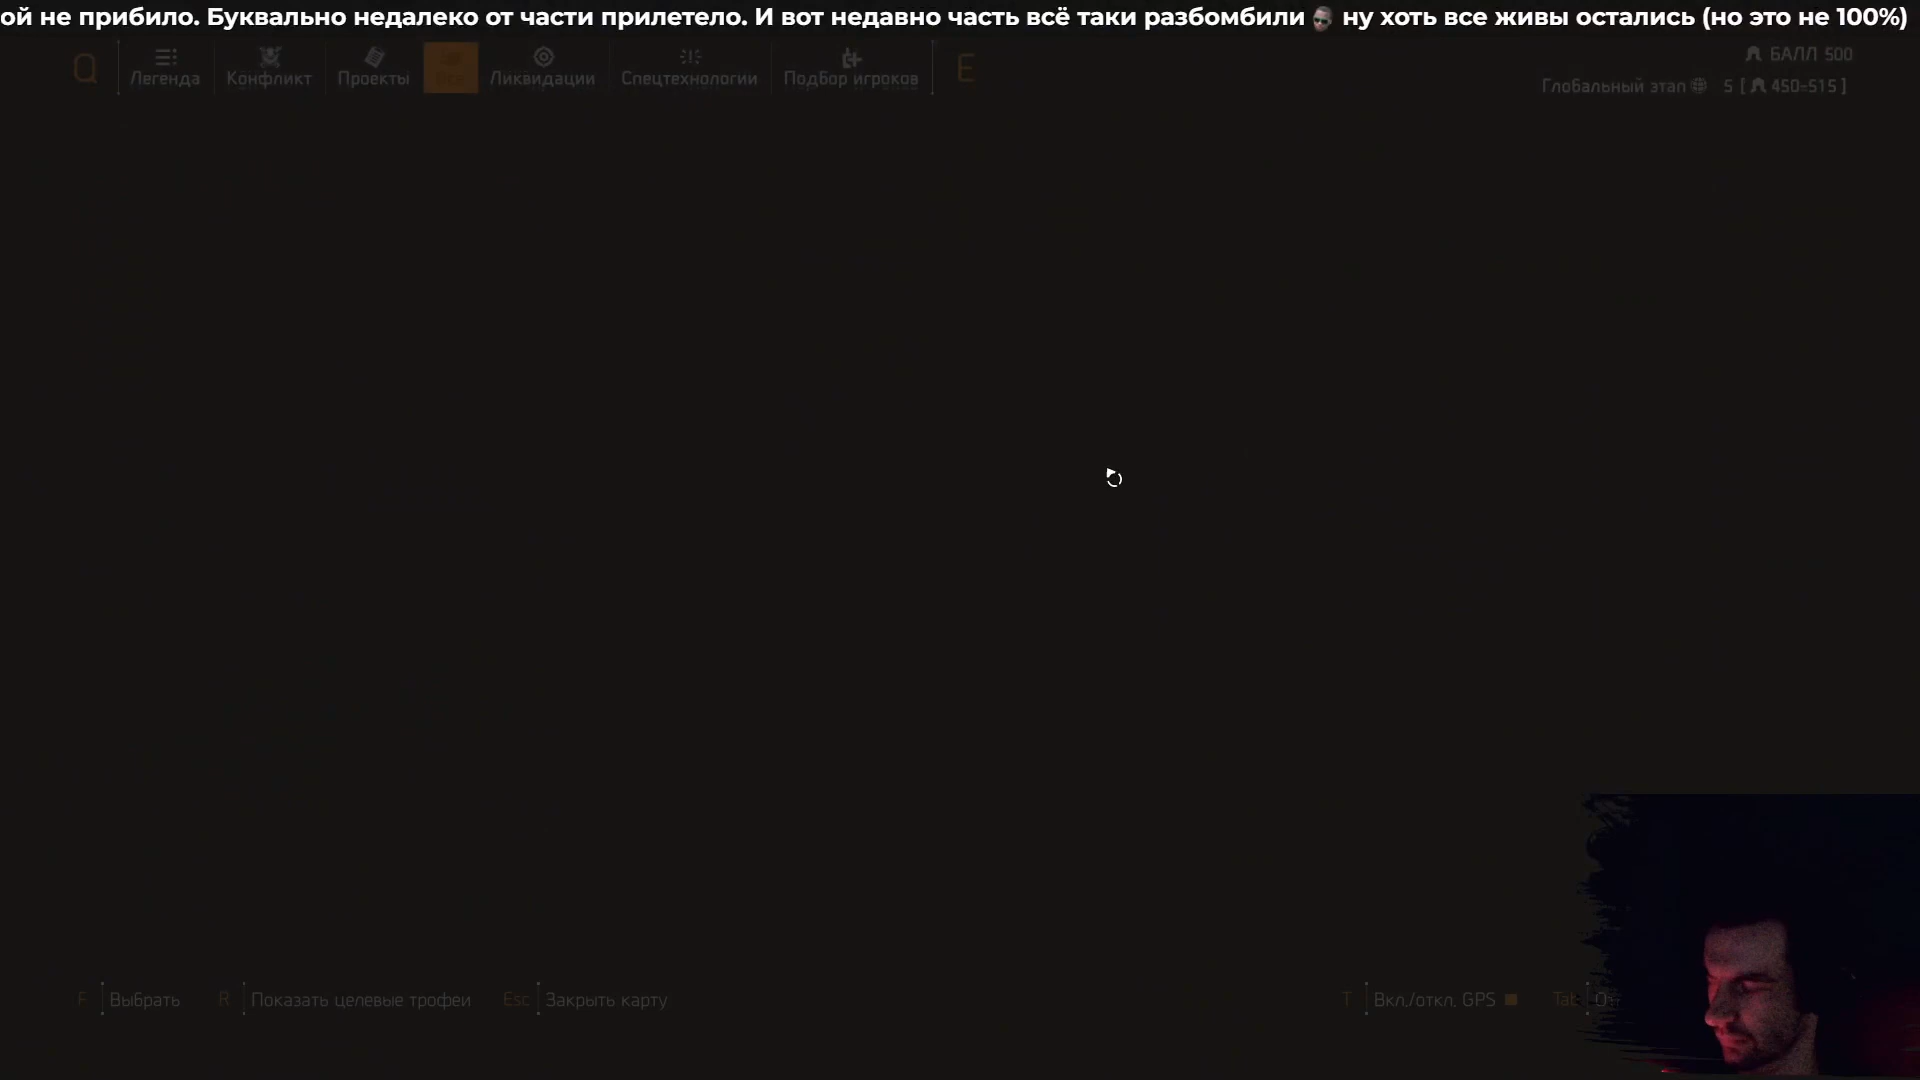 ой не прибило. Буквально недалеко от части прилетело. И вот недавно часть всё таки разбомбили ну хоть все живы остались (но это не 100%)
Q Легенда Конфликт Проекты Ликвидации Спецтехнологии Подбор игроков E
БАЛЛ 500
Глобальный этап 5 [ 450-515 ]
F Выбрать R Показать целевые трофеи Esc Закрыть карту T Вкл./откл. GPS Tab